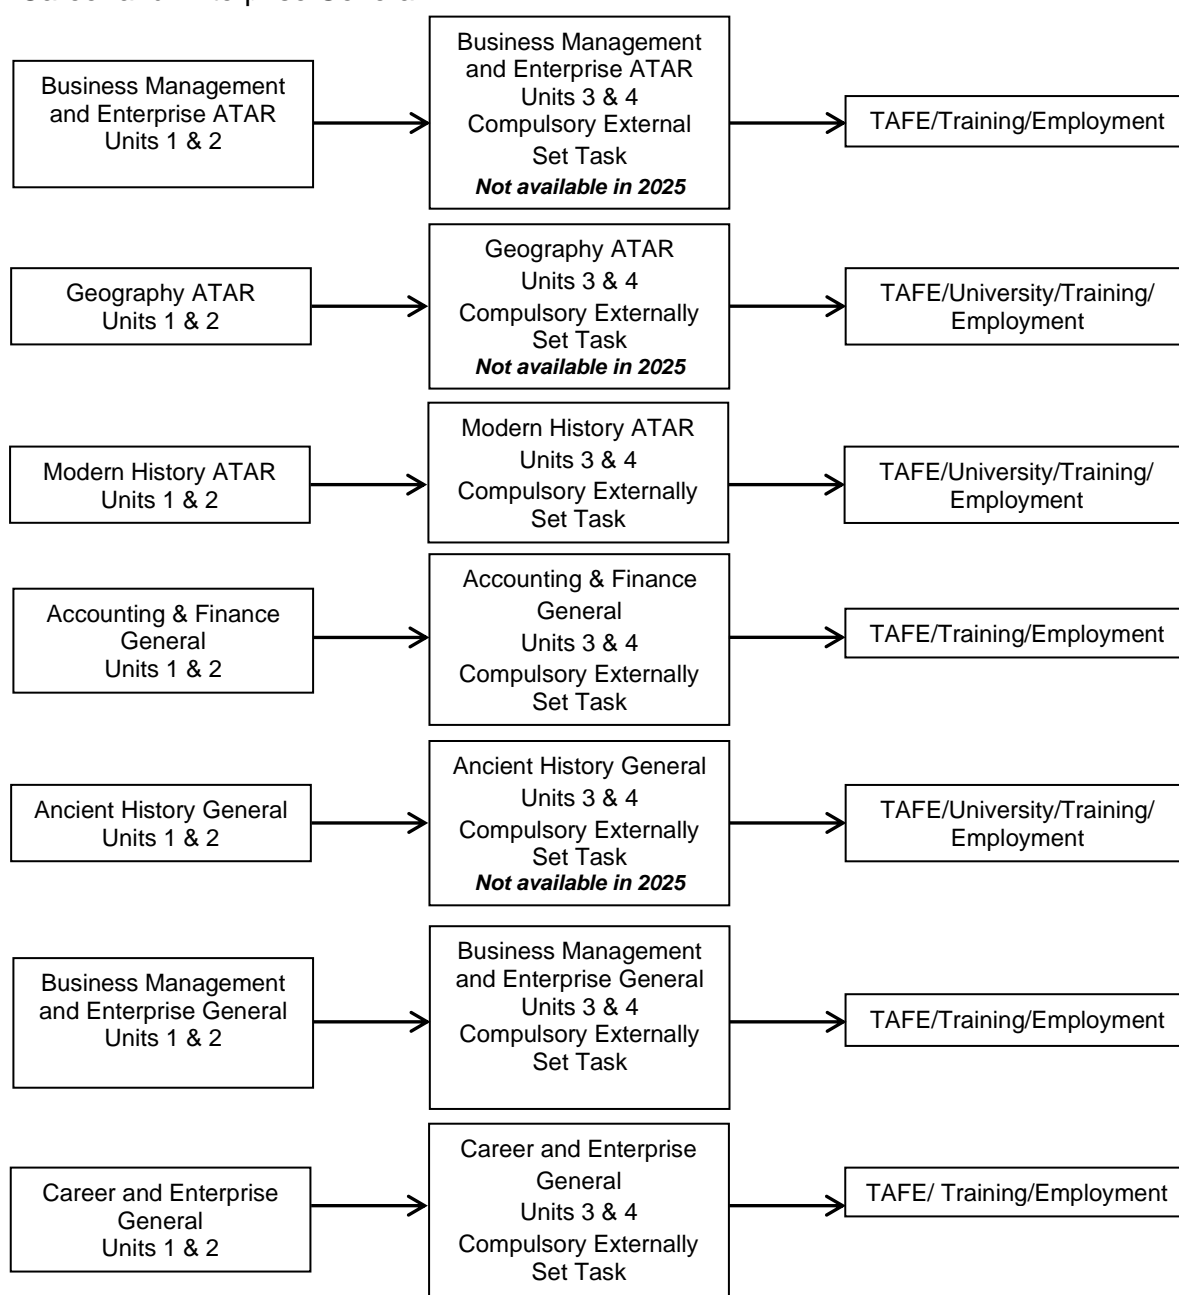 Business Management
and Enterprise ATAR
Units 1 & 2
Business Management
and Enterprise ATAR
Units 3 & 4
Compulsory External
Set Task
Not available in 2025
TAFE/Training/Employment
Geography ATAR
Units 1 & 2
Geography ATAR
Units 3 & 4
Compulsory Externally
Set Task
Not available in 2025
TAFE/University/Training/
Employment
Modern History ATAR
Units 1 & 2
Modern History ATAR
Units 3 & 4
Compulsory Externally
Set Task
TAFE/University/Training/
Employment
Accounting & Finance
General
Units 1 & 2
Accounting & Finance
General
Units 3 & 4
Compulsory Externally
Set Task
TAFE/Training/Employment
Ancient History General
Units 1 & 2
Ancient History General
Units 3 & 4
Compulsory Externally
Set Task
Not available in 2025
TAFE/University/Training/
Employment
Business Management
and Enterprise General
Units 1 & 2
Business Management
and Enterprise General
Units 3 & 4
Compulsory Externally
Set Task
TAFE/Training/Employment
Career and Enterprise
General
Units 1 & 2
Career and Enterprise
General
Units 3 & 4
Compulsory Externally
Set Task
TAFE/ Training/Employment